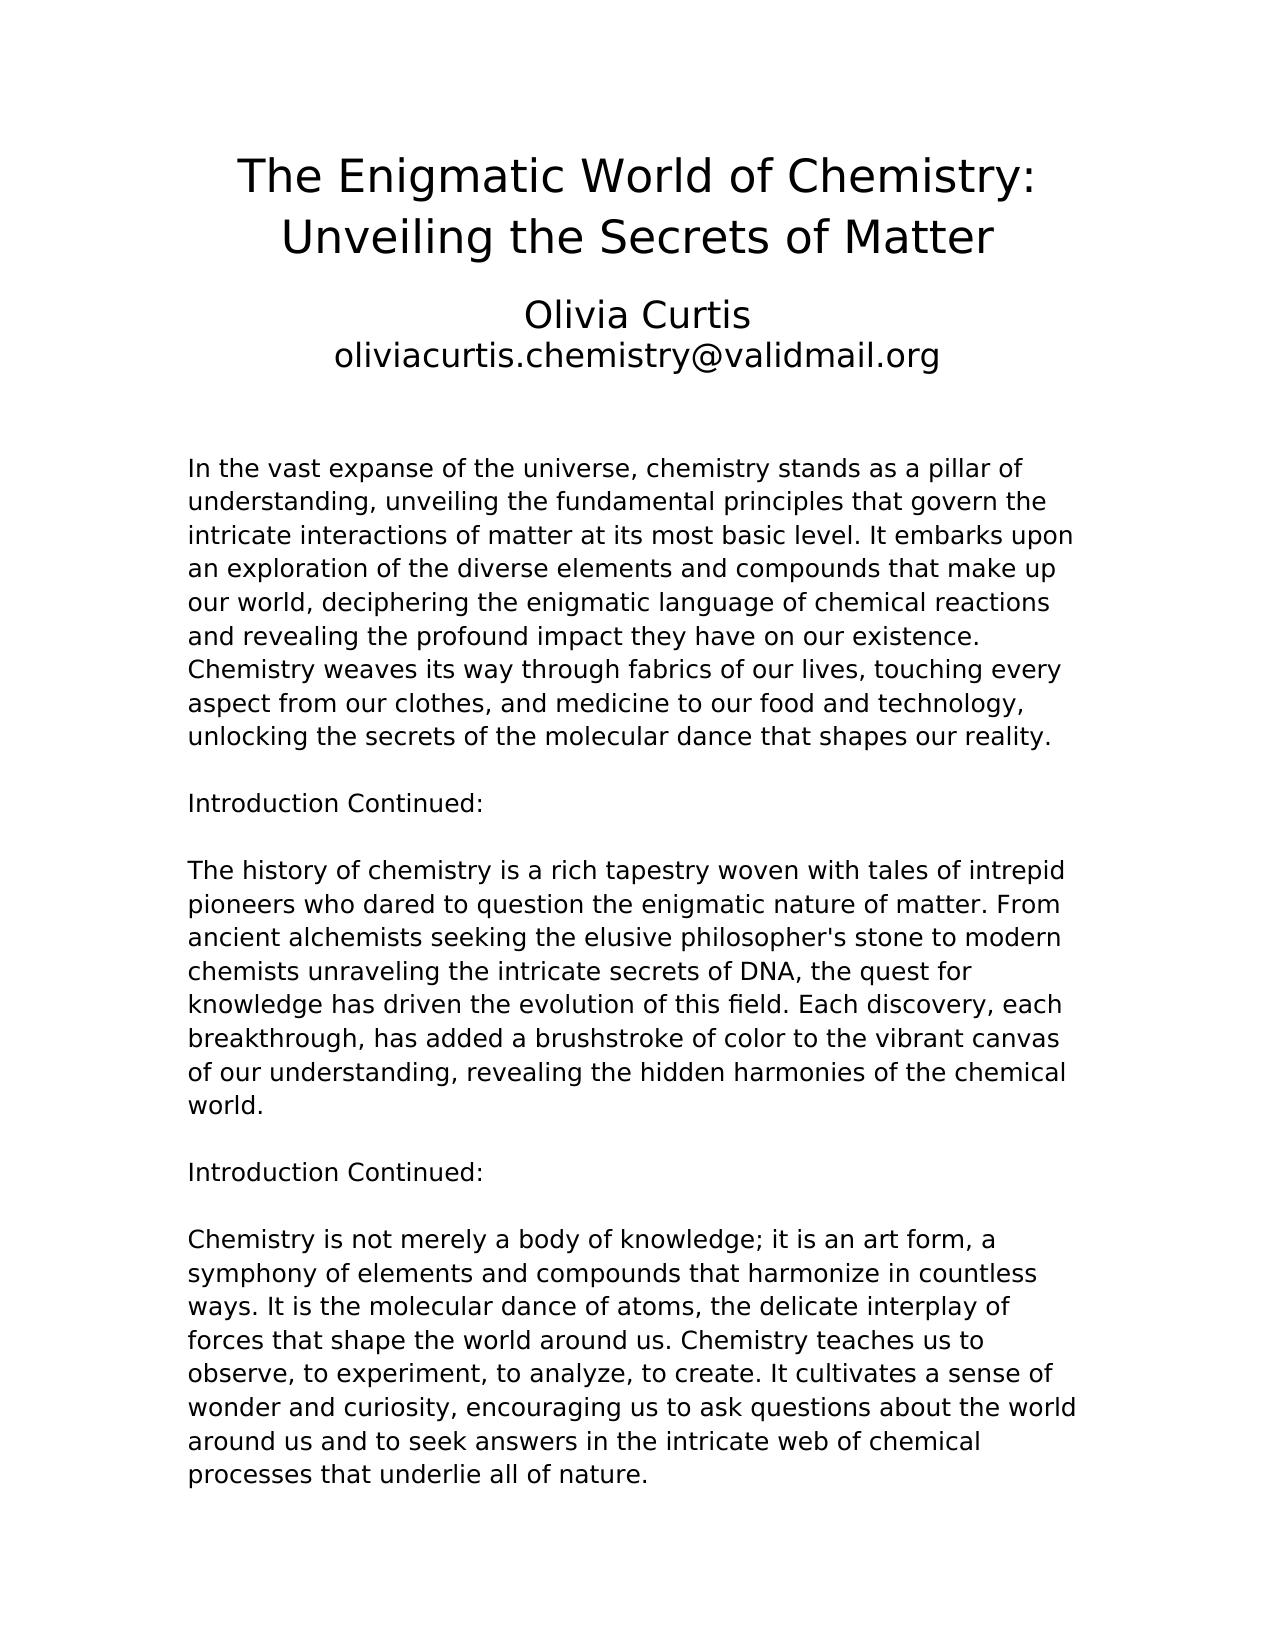 The Enigmatic World of Chemistry:
Unveiling the Secrets of Matter
Olivia Curtis
oliviacurtis.chemistry@validmail.org
In the vast expanse of the universe, chemistry stands as a pillar of
understanding, unveiling the fundamental principles that govern the
intricate interactions of matter at its most basic level. It embarks upon
an exploration of the diverse elements and compounds that make up
our world, deciphering the enigmatic language of chemical reactions
and revealing the profound impact they have on our existence.
Chemistry weaves its way through fabrics of our lives, touching every
aspect from our clothes, and medicine to our food and technology,
unlocking the secrets of the molecular dance that shapes our reality.
Introduction Continued:
The history of chemistry is a rich tapestry woven with tales of intrepid
pioneers who dared to question the enigmatic nature of matter. From
ancient alchemists seeking the elusive philosopher's stone to modern
chemists unraveling the intricate secrets of DNA, the quest for
knowledge has driven the evolution of this field. Each discovery, each
breakthrough, has added a brushstroke of color to the vibrant canvas
of our understanding, revealing the hidden harmonies of the chemical
world.
Introduction Continued:
Chemistry is not merely a body of knowledge; it is an art form, a
symphony of elements and compounds that harmonize in countless
ways. It is the molecular dance of atoms, the delicate interplay of
forces that shape the world around us. Chemistry teaches us to
observe, to experiment, to analyze, to create. It cultivates a sense of
wonder and curiosity, encouraging us to ask questions about the world
around us and to seek answers in the intricate web of chemical
processes that underlie all of nature.